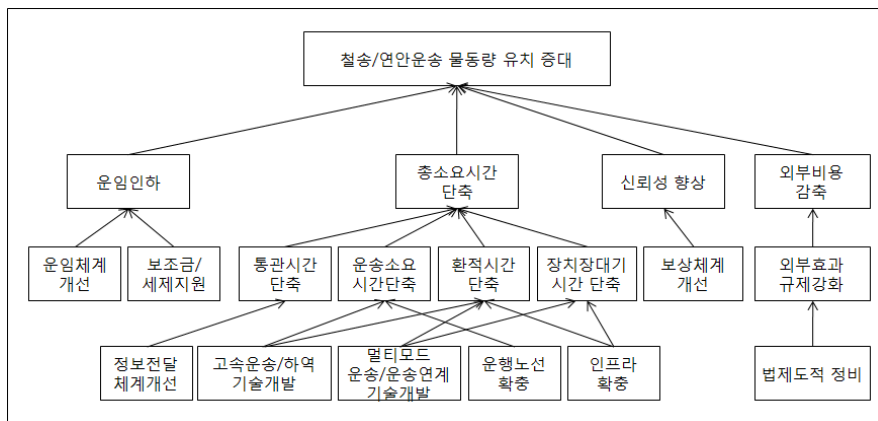 철송/연안운송 물동량 유치 증대
운임인하
총소요시간
단축
신뢰성 향상
외부비용
감축
운임체계
개선
보조금/
세제지원
통관시간
단축
운송소요
시간단축
환적시간
단축
장치장대기
시간 단축
보상체계
개선
외부효과
규제강화
정보전달
체계개선
고속운송/하역
기술개발
멀티모드
운송/운송연계
기술개발
운행노선
확충
인프라
확충
법제도적 정비